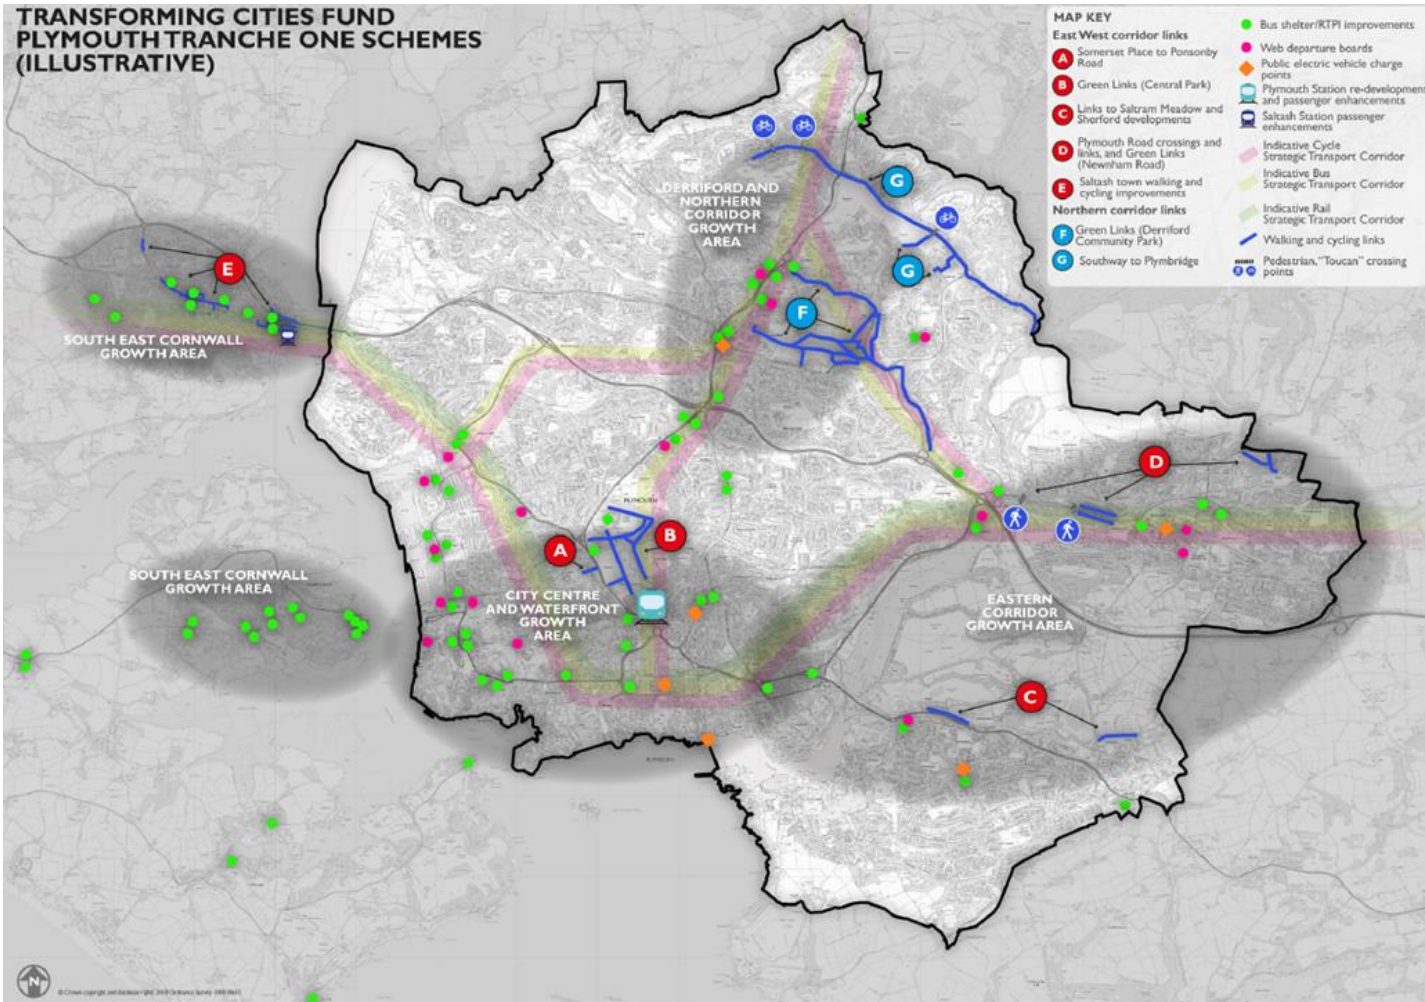 TRANSFORMING CITIES FUND
PLYMOUTH TRANCHE ONE SCHEMES
(ILLUSTRATIVE)
MAP KEY
East West corridor links
A Somerset Place to Ponsonby
Road
B Green Links (Central Park)
C Links to Saltram Meadow and
Sherford developments
D Plymouth Road crossings and
links, and Green Links
(Newnham Road)
E Saltash town walking and
cycling improvements
Northern corridor links
F Green Links (Derriford
Community Park)
G Southway to Plymbridge
Bus shelter/RTPI improvements
Web departure boards
Public electric vehicle charge
points
Plymouth Station re-development
and passenger enhancements
Saltash Station passenger
enhancements
Indicative Cycle
Strategic Transport Corridor
Indicative Bus
Strategic Transport Corridor
Indicative Rail
Strategic Transport Corridor
Walking and cycling links
Pedestrian, "Toucan" crossing
points
DERRIFORD AND
NORTHERN
CORRIDOR
GROWTH
AREA
G
G
E
F
SOUTH EAST CORNWALL
GROWTH AREA
D
PLYMOUTH
A
B
SOUTH EAST CORNWALL
GROWTH AREA
CITY CENTRE
AND WATERFRONT
GROWTH
AREA
EASTERN
CORRIDOR
GROWTH AREA
C
PLYMOUTH
N